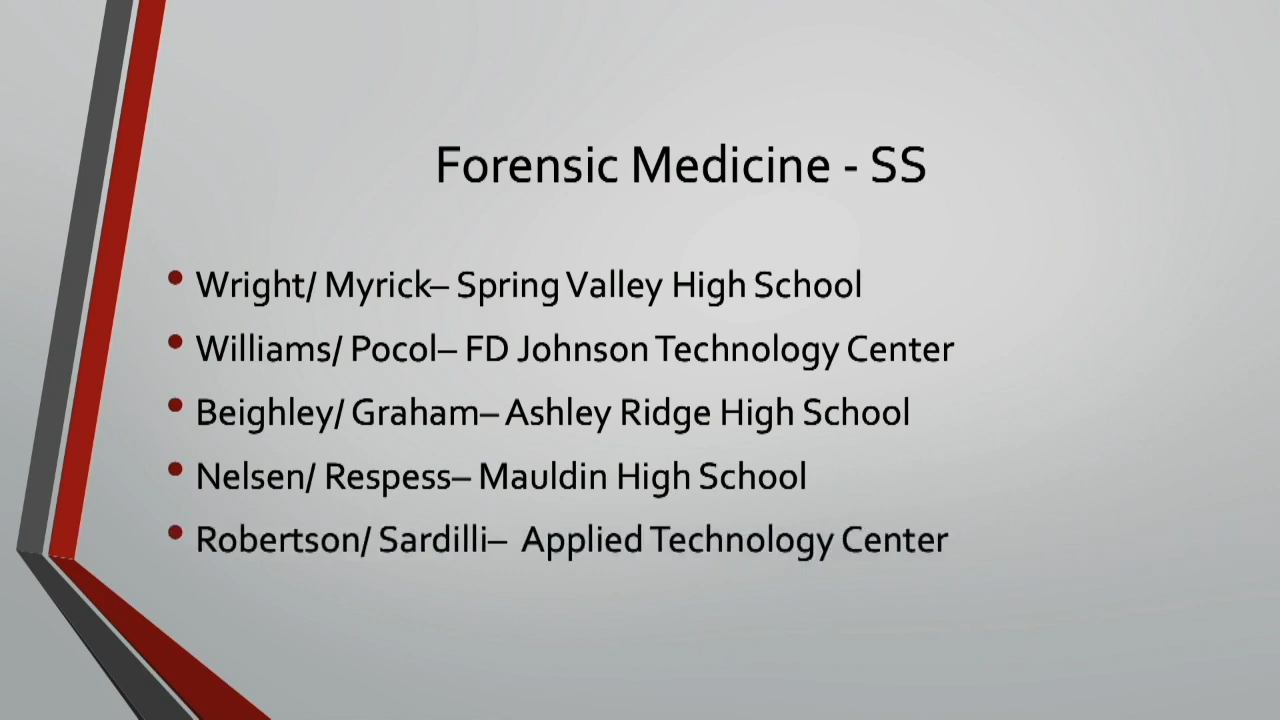 Forensic Medicine - SS
• Wright/ Myrick– Spring Valley High School
• Williams/ Pocol– FD Johnson Technology Center
• Beighley/ Graham– Ashley Ridge High School
• Nelsen/ Respess– Mauldin High School
• Robertson/ Sardilli–  Applied Technology Center